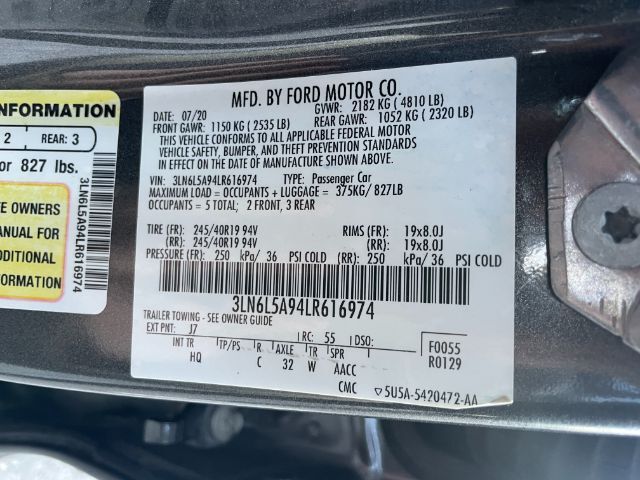 INFORMATION
2 REAR: 3
or 827 lbs.
EE OWNERS
ANUAL FOR
ADDITIONAL
FORMATION
3LN6L5A94LR616974
MFD. BY FORD MOTOR CO.
DATE: 07/20 GVWR: 2182 KG ( 4810 LB)
FRONT GAWR: 1150 KG ( 2535 LB) REAR GAWR: 1052 KG ( 2320 LB)
THIS VEHICLE CONFORMS TO ALL APPLICABLE FEDERAL MOTOR
VEHICLE SAFETY, BUMPER, AND THEFT PREVENTION STANDARDS
IN EFFECT ON THE DATE OF MANUFACTURE SHOWN ABOVE.
VIN: 3LN6L5A94LR616974 TYPE: Passenger Car
MAXIMUM LOAD = OCCUPANTS + LUGGAGE = 375KG/ 827LB
OCCUPANTS = 5 TOTAL; 2 FRONT, 3 REAR
TIRE (FR): 245/40R19 94V RIMS (FR): 19x8.0J
(RR): 245/40R19 94V (RR): 19x8.0J
PRESSURE (FR): 250 kPa/ 36 PSI COLD (RR): 250 kPa/ 36 PSI COLD
3LN6L5A94LR616974
TRAILER TOWING - SEE OWNER GUIDE
EXT PNT: J7 RC: 55 DSO: F0055
INT TR TP/PS R AXLE TR SPR R0129
HQ C 32 W AACC
CMC ▽5U5A-5420472-AA